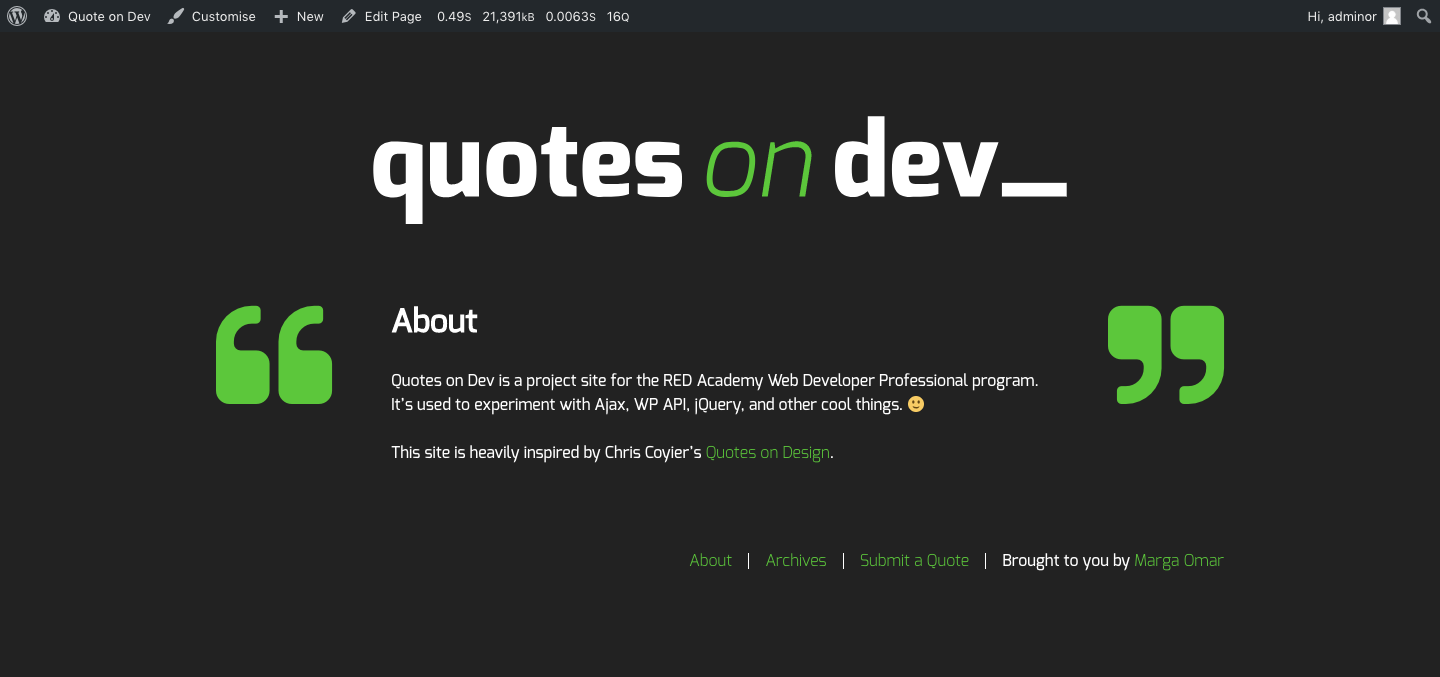 Quote on Dev Customise New Edit Page 0.49S 21,391KB 0.0063S 16Q Hi, adminor
quotes on dev_
About
Quotes on Dev is a project site for the RED Academy Web Developer Professional program.
It’s used to experiment with Ajax, WP API, jQuery, and other cool things. 🙂
This site is heavily inspired by Chris Coyier’s Quotes on Design.
About | Archives | Submit a Quote | Brought to you by Marga Omar